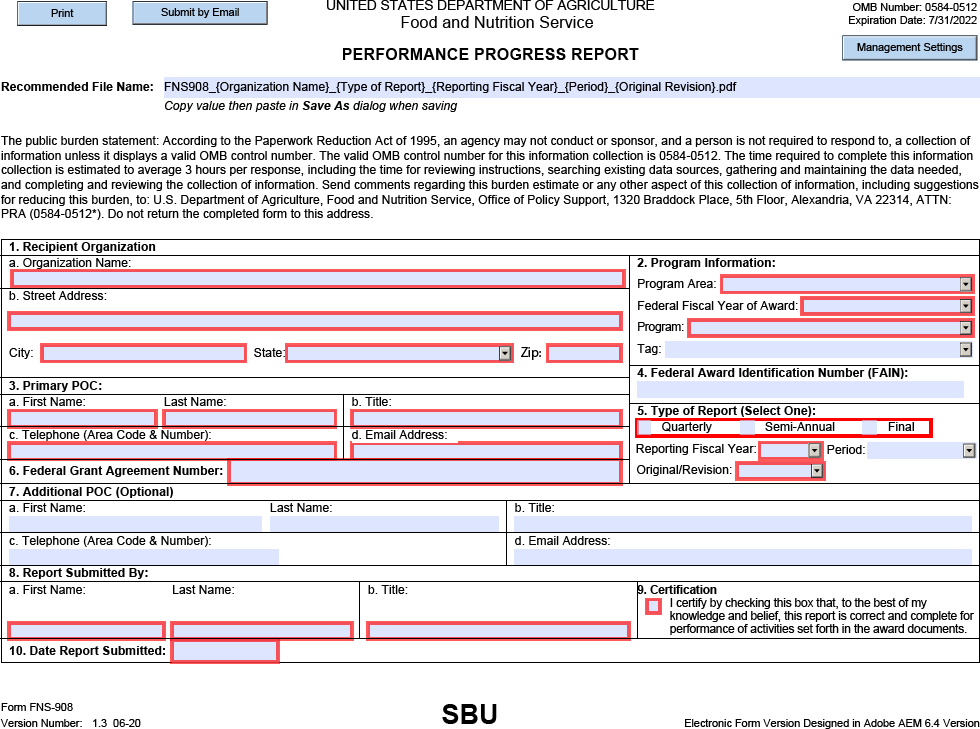 Print
Submit by Email
UNITED STATES DEPARTMENT OF AGRICULTURE
Food and Nutrition Service
OMB Number: 0584-0512
Expiration Date: 7/31/2022
PERFORMANCE PROGRESS REPORT
Management Settings
Recommended File Name: FNS908_{Organization Name}_{Type of Report}_{Reporting Fiscal Year}_{Period}_{Original Revision}.pdf
Copy value then paste in Save As dialog when saving
The public burden statement: According to the Paperwork Reduction Act of 1995, an agency may not conduct or sponsor, and a person is not required to respond to, a collection of
information unless it displays a valid OMB control number. The valid OMB control number for this information collection is 0584-0512. The time required to complete this information
collection is estimated to average 3 hours per response, including the time for reviewing instructions, searching existing data sources, gathering and maintaining the data needed,
and completing and reviewing the collection of information. Send comments regarding this burden estimate or any other aspect of this collection of information, including suggestions
for reducing this burden, to: U.S. Department of Agriculture, Food and Nutrition Service, Office of Policy Support, 1320 Braddock Place, 5th Floor, Alexandria, VA 22314, ATTN:
PRA (0584-0512*). Do not return the completed form to this address.
1. Recipient Organization
a. Organization Name:
b. Street Address:
City: State: Zip:
2. Program Information:
Program Area:
Federal Fiscal Year of Award:
Program:
Tag:
3. Primary POC:
a. First Name: Last Name: b. Title:
c. Telephone (Area Code & Number): d. Email Address:
4. Federal Award Identification Number (FAIN):
5. Type of Report (Select One):
Quarterly Semi-Annual Final
Reporting Fiscal Year: Period:
Original/Revision:
6. Federal Grant Agreement Number:
7. Additional POC (Optional)
a. First Name: Last Name: b. Title:
c. Telephone (Area Code & Number): d. Email Address:
8. Report Submitted By:
a. First Name: Last Name: b. Title:
9. Certification
I certify by checking this box that, to the best of my
knowledge and belief, this report is correct and complete for
performance of activities set forth in the award documents.
10. Date Report Submitted:
Form FNS-908
Version Number: 1.3 06-20
SBU
Electronic Form Version Designed in Adobe AEM 6.4 Version